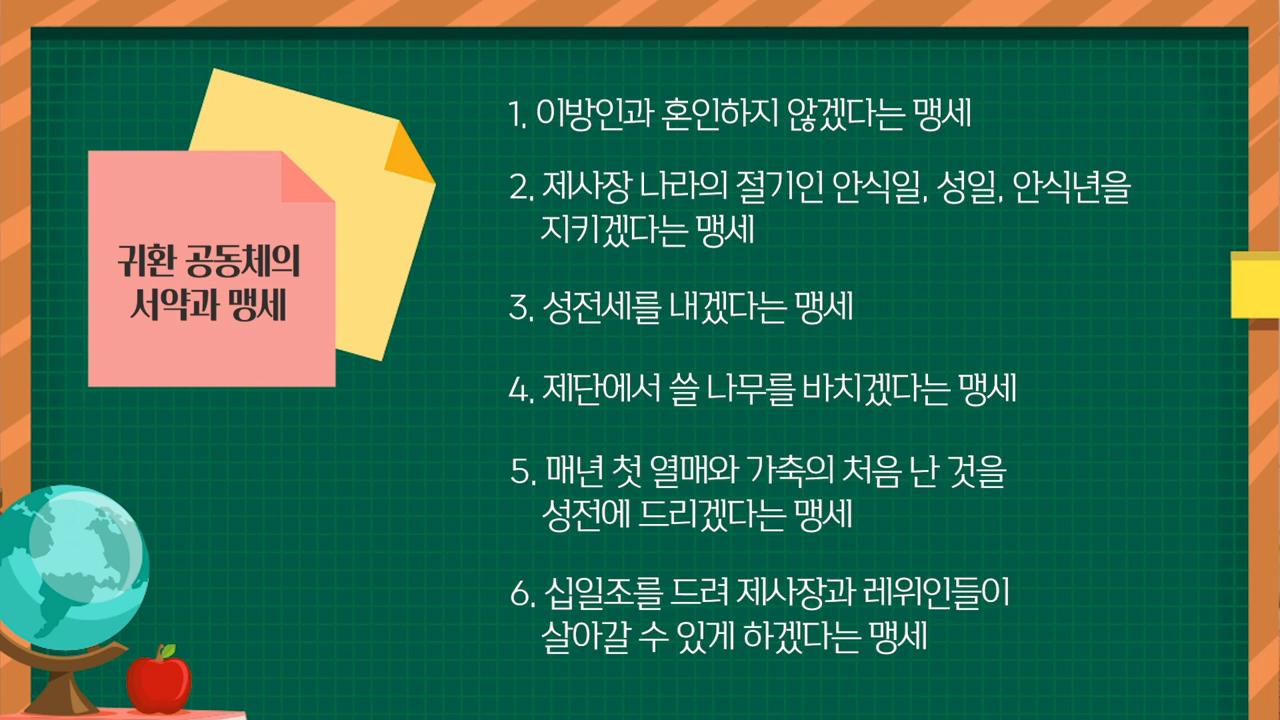 귀환 공동체의
서약과 맹세
1. 이방인과 혼인하지 않겠다는 맹세
2. 제사장 나라의 절기인 안식일, 성일, 안식년을
지키겠다는 맹세
3. 성전세를 내겠다는 맹세
4. 제단에서 쓸 나무를 바치겠다는 맹세
5. 매년 첫 열매와 가축의 처음 난 것을
성전에 드리겠다는 맹세
6. 십일조를 드려 제사장과 레위인들이
살아갈 수 있게 하겠다는 맹세